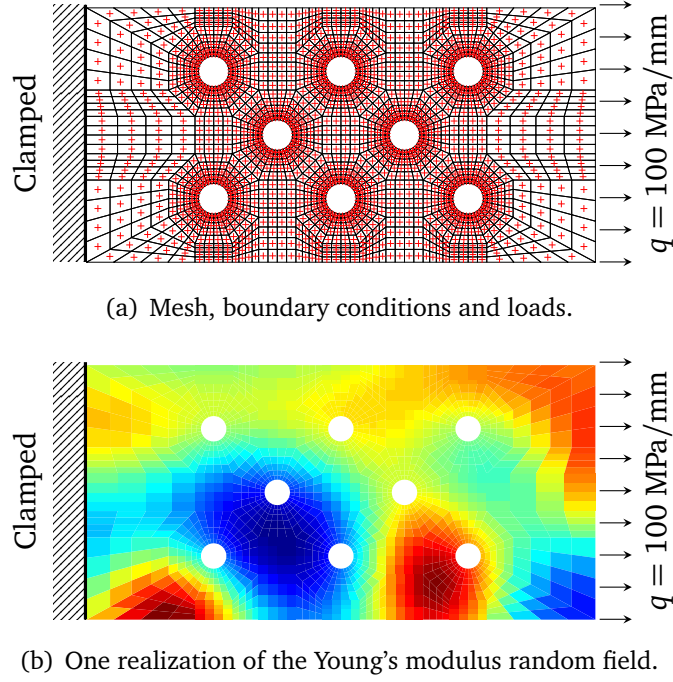 Clamped
q = 100 MPa/mm
(a) Mesh, boundary conditions and loads.
Clamped
q = 100 MPa/mm
(b) One realization of the Young's modulus random field.